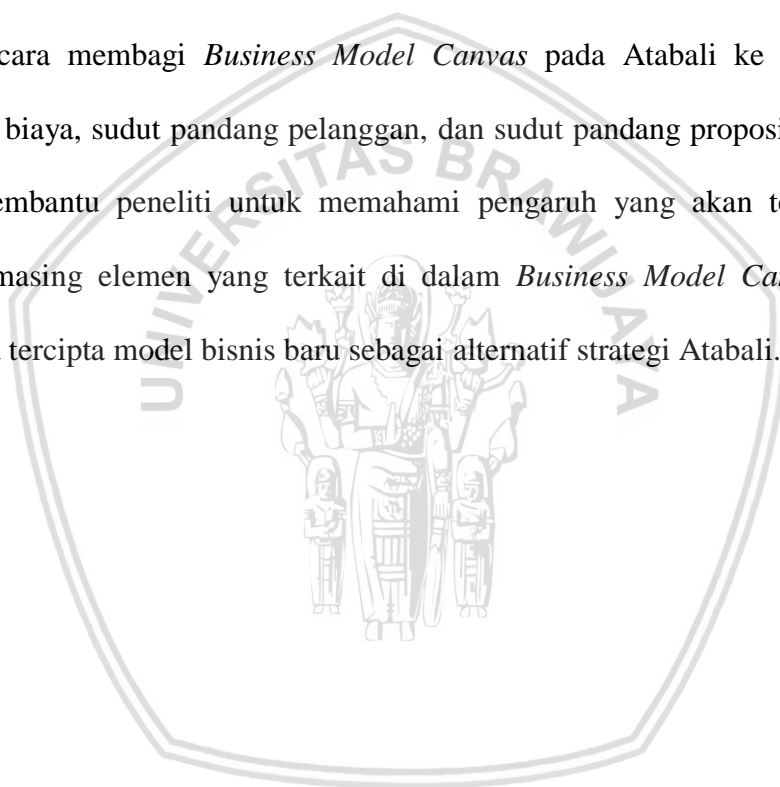 cara membagi Business Model Canvas pada Atabali ke
biaya, sudut pandang pelanggan, dan sudut pandang proposi
embantu peneliti untuk memahami pengaruh yang akan te
masing elemen yang terkait di dalam Business Model Ca
tercipta model bisnis baru sebagai alternatif strategi Atabali.
UNIVERSITAS BRAWIJAYA